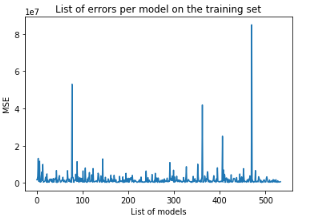 List of errors per model on the training set
1e7
8
6
4
2
0
MSE
0 100 200 300 400 500
List of models